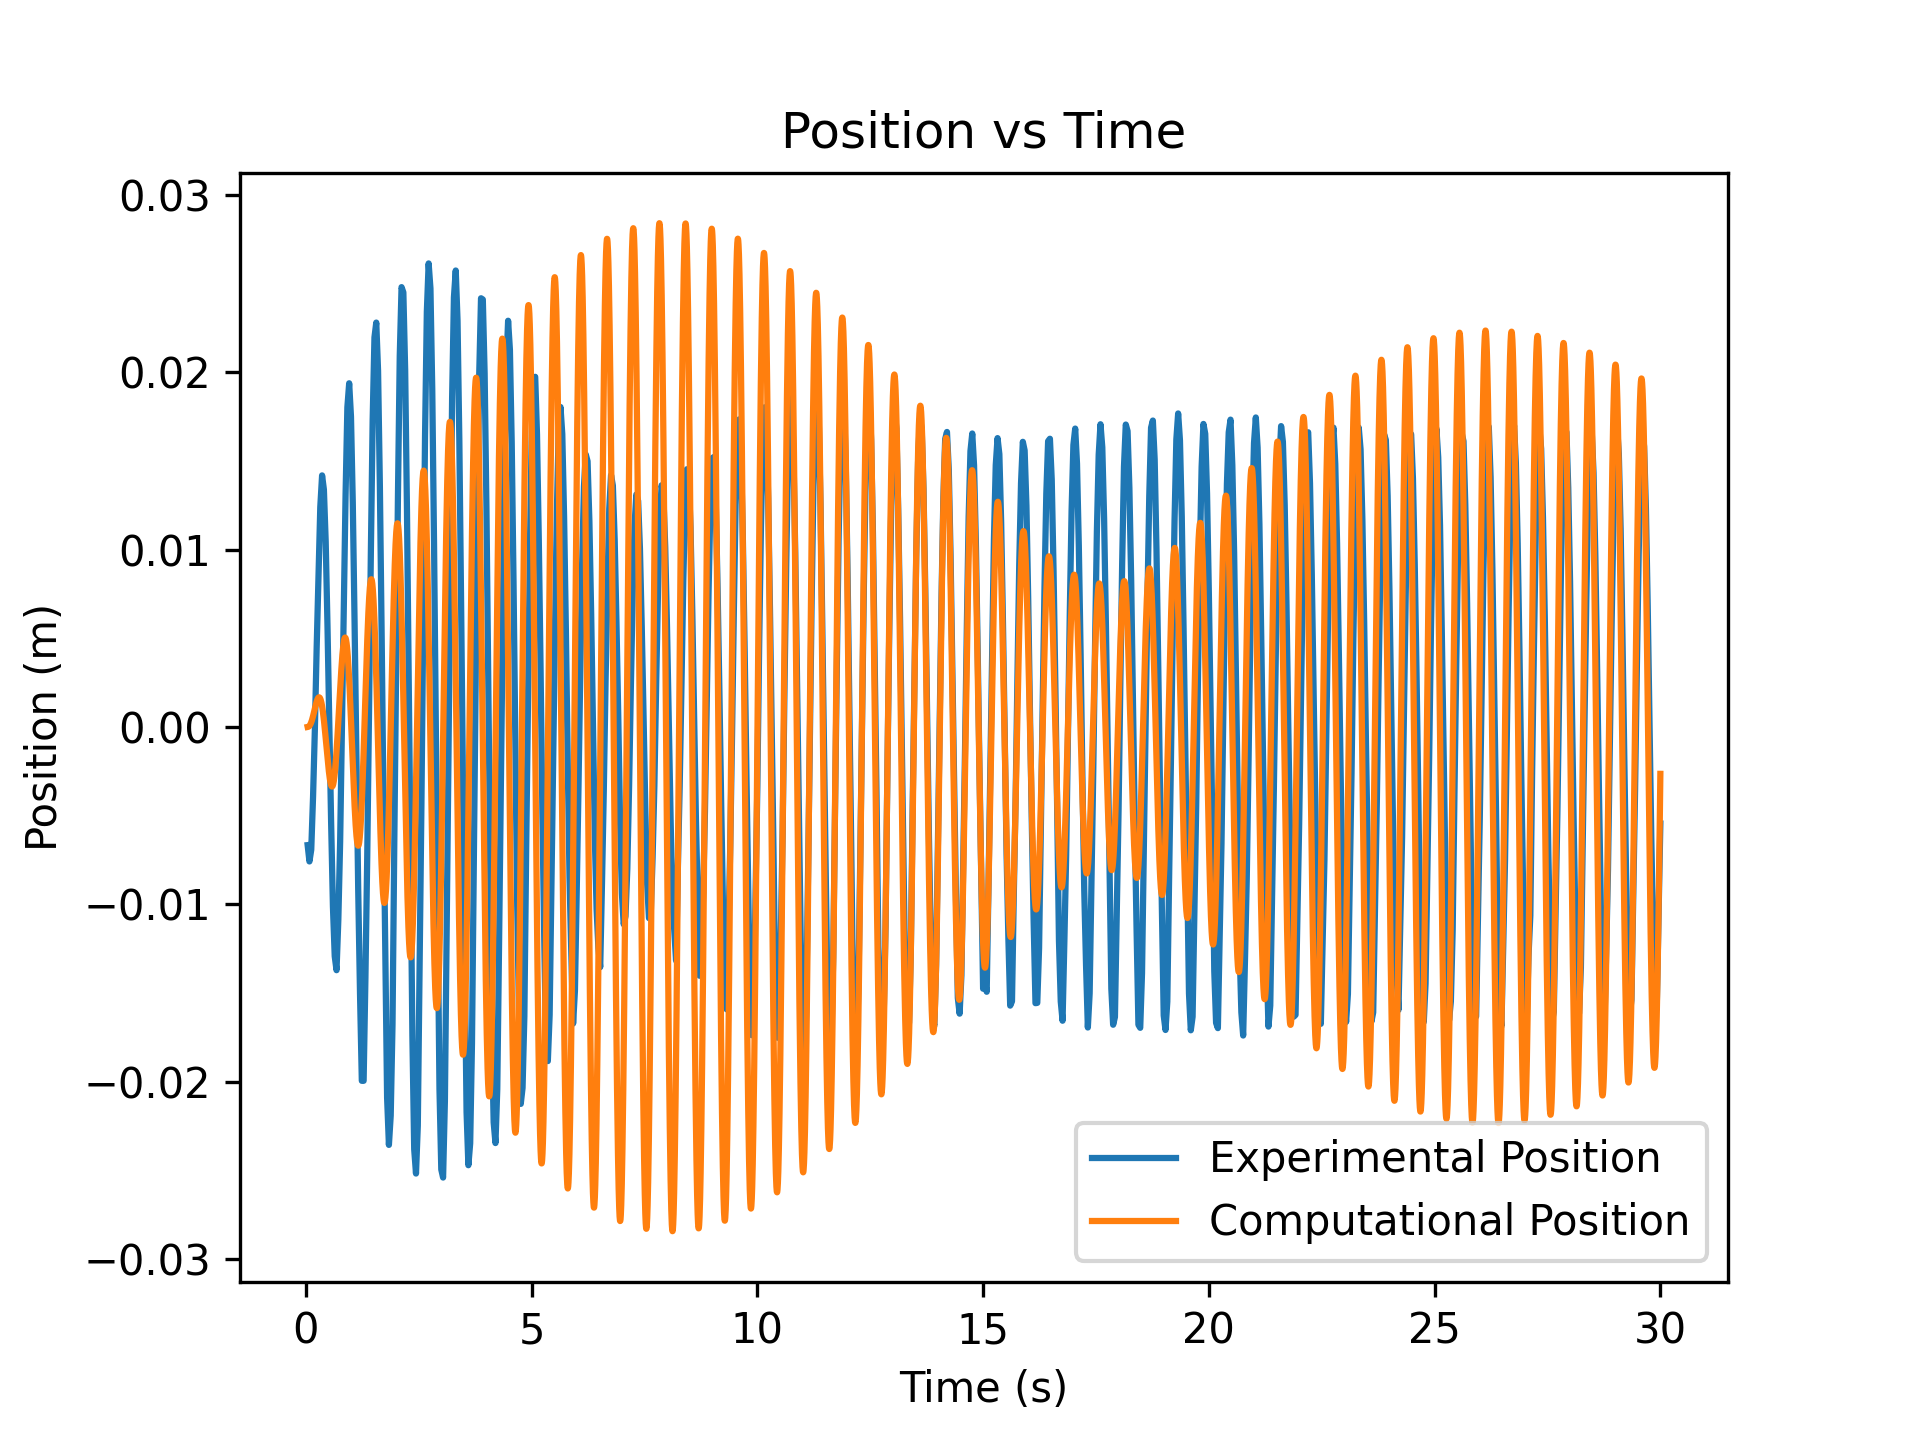 Position vs Time
0.03
0.02
0.01
0.00
−0.01
−0.02
−0.03
Position (m)
Experimental Position
Computational Position
0 5 10 15 20 25 30
Time (s)